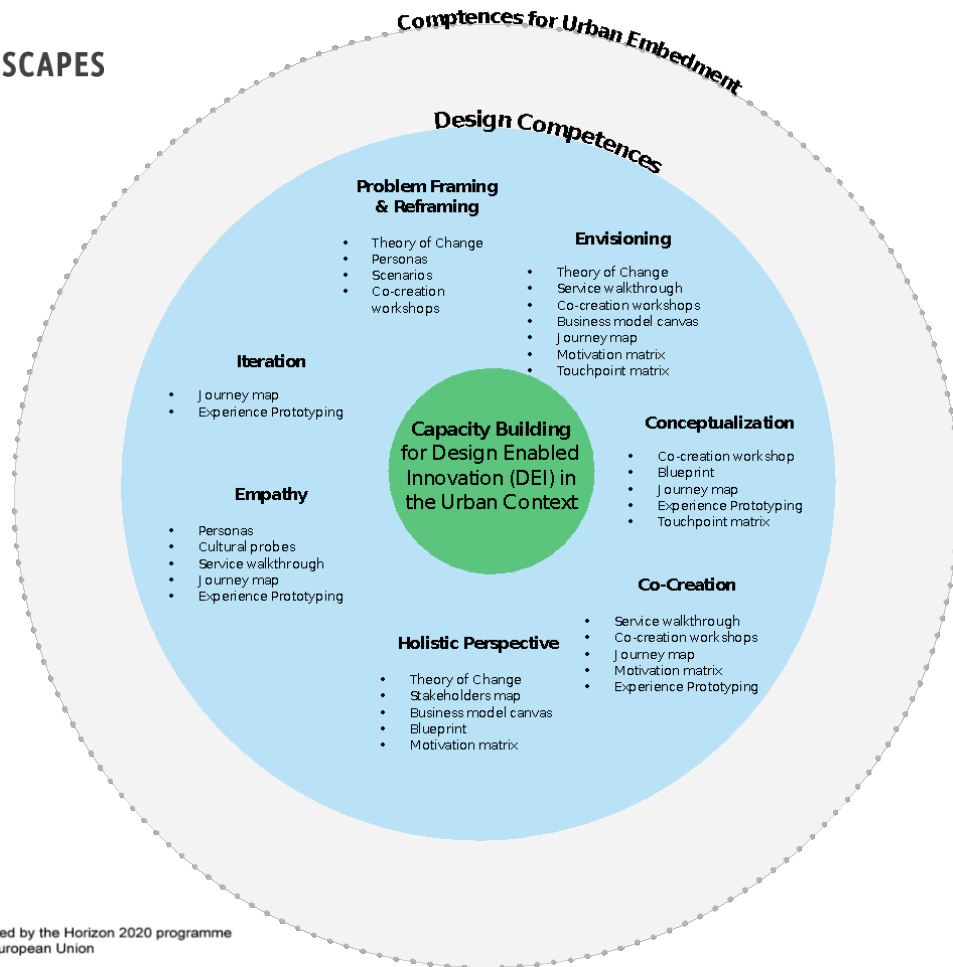 SCAPES
Comptences for Urban Embedment
Design Competences
Problem Framing
& Reframing
• Theory of Change
• Personas
• Scenarios
• Co-creation
workshops
Envisioning
• Theory of Change
• Service walkthrough
• Co-creation workshops
• Business model canvas
• Journey map
• Motivation matrix
• Touchpoint matrix
Iteration
• Journey map
• Experience Prototyping
Capacity Building
for Design Enabled
Innovation (DEI) in
the Urban Context
Conceptualization
• Co-creation workshop
• Blueprint
• Journey map
• Experience Prototyping
• Touchpoint matrix
Empathy
• Personas
• Cultural probes
• Service walkthrough
• Journey map
• Experience Prototyping
Co-Creation
• Service walkthrough
• Co-creation workshops
• Journey map
• Motivation matrix
• Experience Prototyping
Holistic Perspective
• Theory of Change
• Stakeholders map
• Business model canvas
• Blueprint
• Motivation matrix
ed by the Horizon 2020 programme
uropean Union